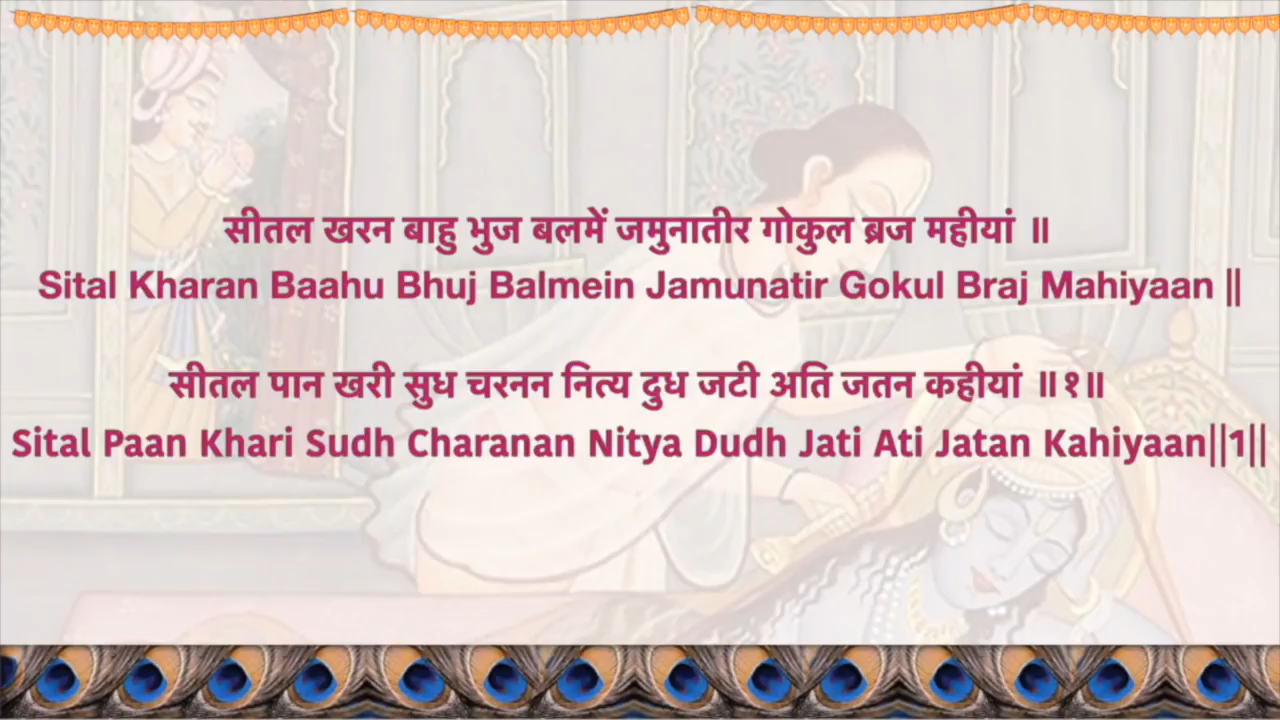 सीतल खरन बाहु भुज बलमें जमुनातीर गोकुल ब्रज महीयां ॥
Sital Kharan Baahu Bhuj Balmein Jamunatir Gokul Braj Mahiyaan ||
सीतल पान खरी सुध चरनन नित्य दुध जटी अति जतन कहीयां ॥१॥
Sital Paan Khari Sudh Charanan Nitya Dudh Jati Ati Jatan Kahiyaan||1||